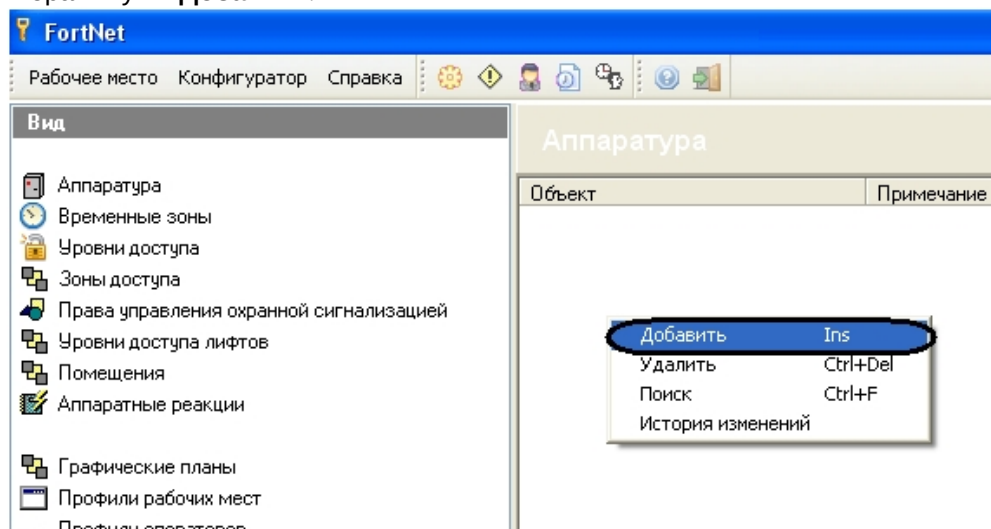 FortNet
Рабочее место Конфигуратор Справка
Вид
Аппаратура
Аппаратура
Временные зоны
Уровни доступа
Зоны доступа
Права управления охранной сигнализацией
Уровни доступа лифтов
Помещения
Аппаратные реакции
Графические планы
Профили рабочих мест
Объект Примечание
Добавить Ins
Удалить Ctrl+Del
Поиск Ctrl+F
История изменений